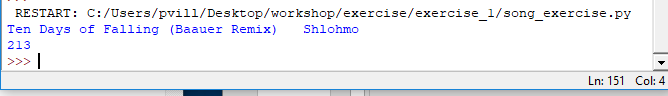 RESTART: C:/Users/pvill/Desktop/workshop/exercise/exercise_1/song_exercise.py
Ten Days of Falling (Baauer Remix)   Shlohmo
213
>>>
Ln: 151  Col: 4